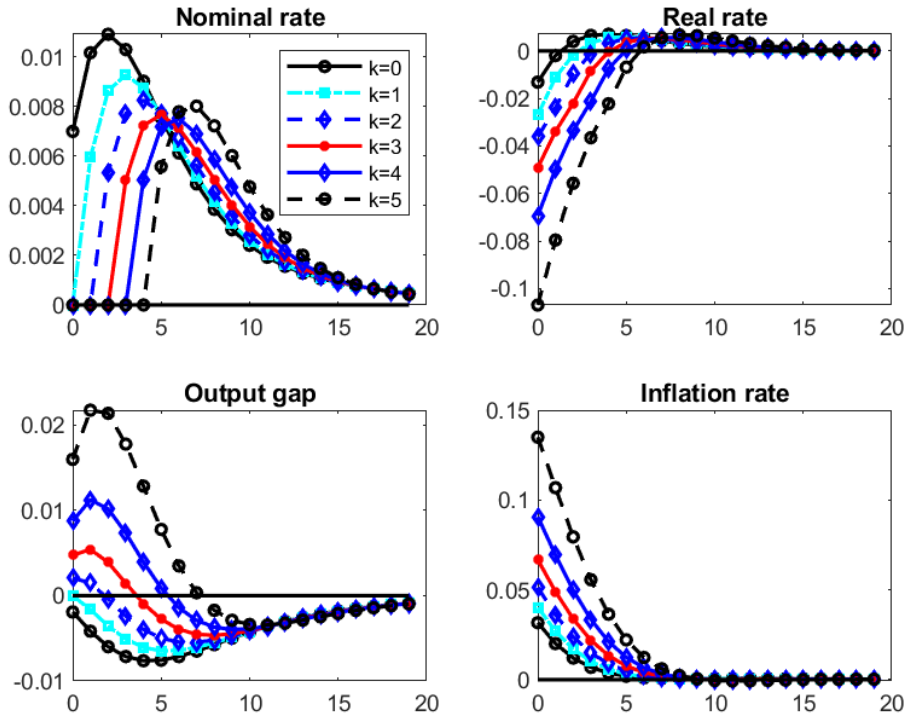 Nominal rate
0.01
0.008
0.006
0.004
0.002
0
0 5 10 15 20
k=0
k=1
k=2
k=3
k=4
k=5
Real rate
0
-0.02
-0.04
-0.06
-0.08
-0.1
0 5 10 15 20
Output gap
0.02
0.01
0
-0.01
0 5 10 15 20
Inflation rate
0.15
0.1
0.05
0
0 5 10 15 20